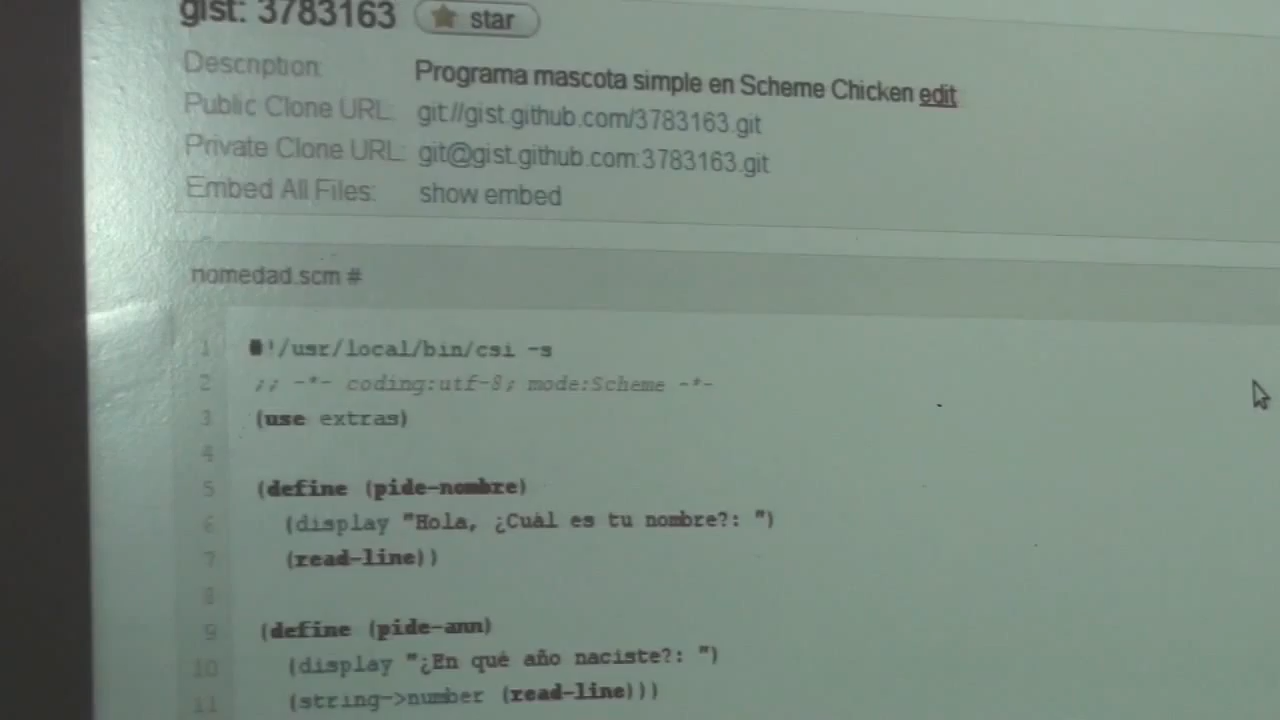 gist: 3783163 star
Description: Programa mascota simple en Scheme Chicken edit
Public Clone URL: git://gist.github.com/3783163.git
Private Clone URL: git@gist.github.com:3783163.git
Embed All Files: show embed
nomedad.scm #
1 #!/usr/local/bin/csi -s
2 ;; -*- coding:utf-8; mode:Scheme -*-
3 (use extras)
4
5 (define (pide-nombre)
6 (display "Hola, ¿Cuál es tu nombre?: ")
7 (read-line))
8
9 (define (pide-ann)
10 (display "¿En qué año naciste?: ")
11 (string->number (read-line)))